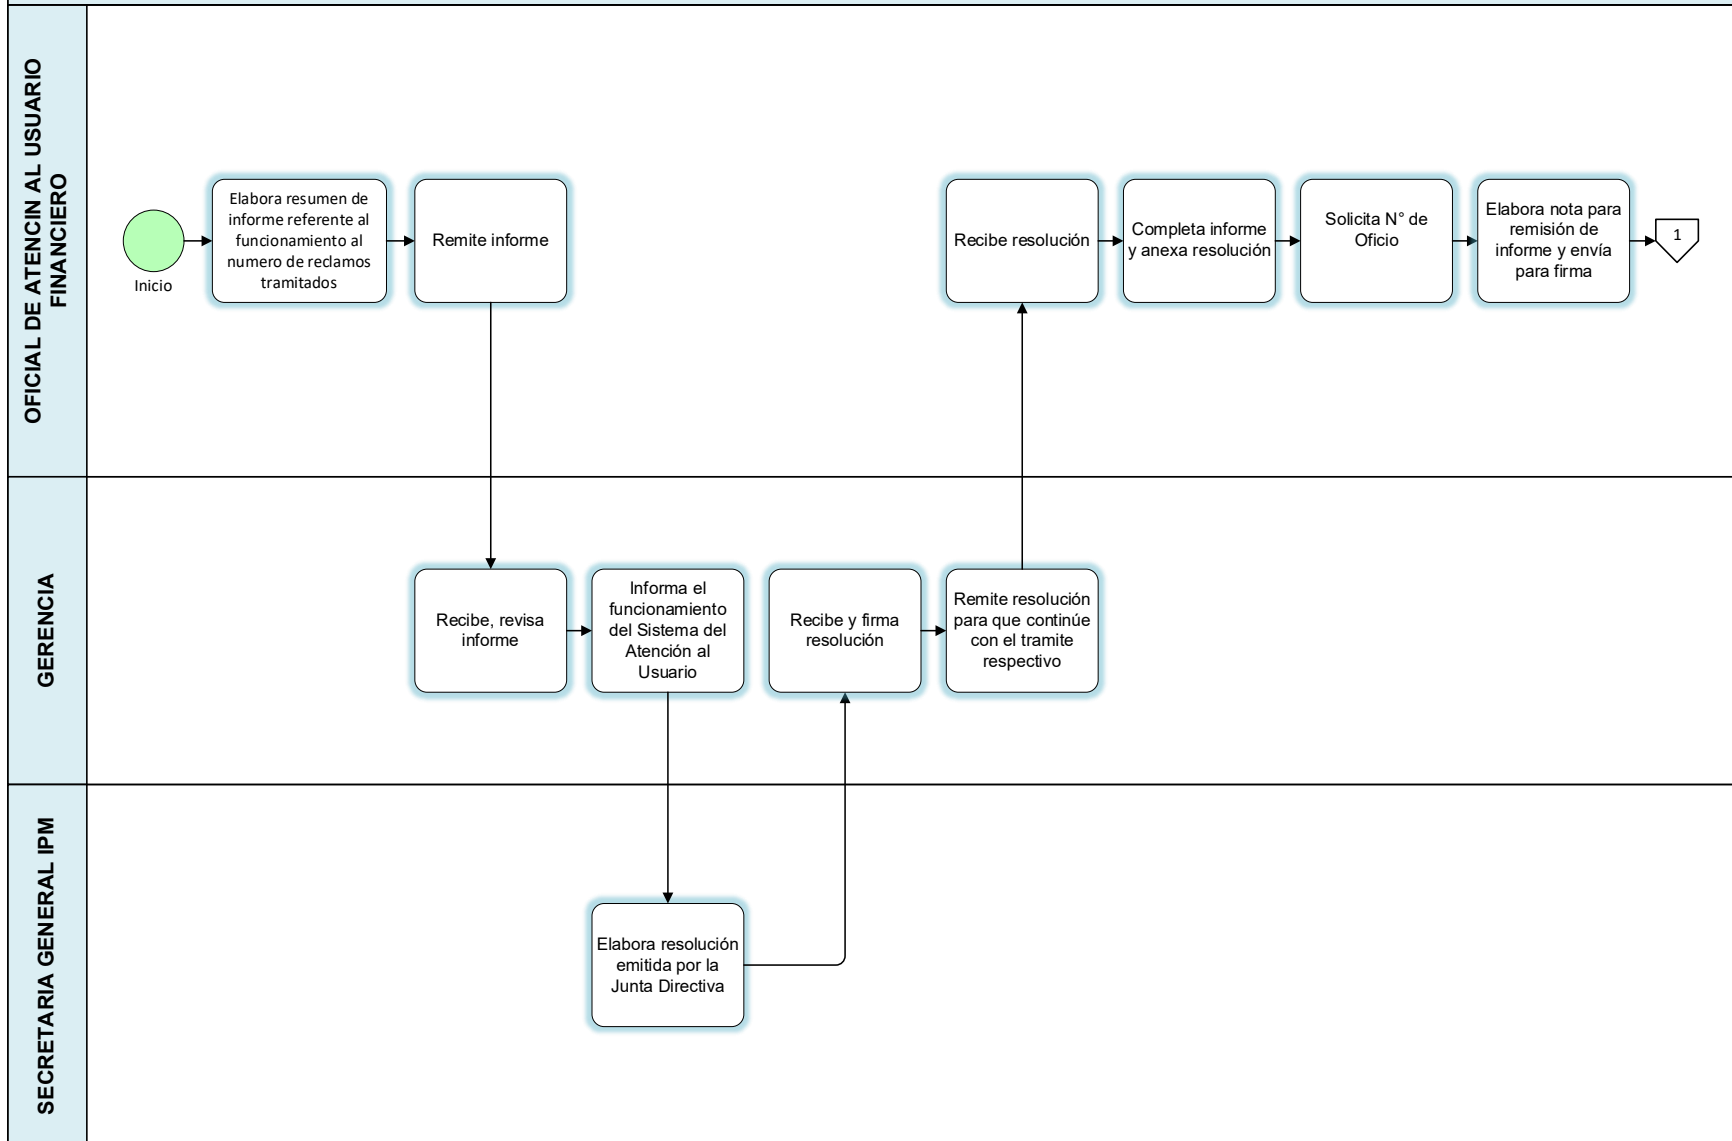 OFICIAL DE ATENCIN AL USUARIO
FINANCIERO
Inicio
Elabora resumen de
informe referente al
funcionamiento al
numero de reclamos
tramitados
Remite informe
Recibe resolución
Completa informe
y anexa resolución
Solicita N° de
Oficio
Elabora nota para
remisión de
informe y envía
para firma
1
GERENCIA
Recibe, revisa
informe
Informa el
funcionamiento
del Sistema del
Atención al
Usuario
Recibe y firma
resolución
Remite resolución
para que continúe
con el tramite
respectivo
SECRETARIA GENERAL IPM
Elabora resolución
emitida por la
Junta Directiva